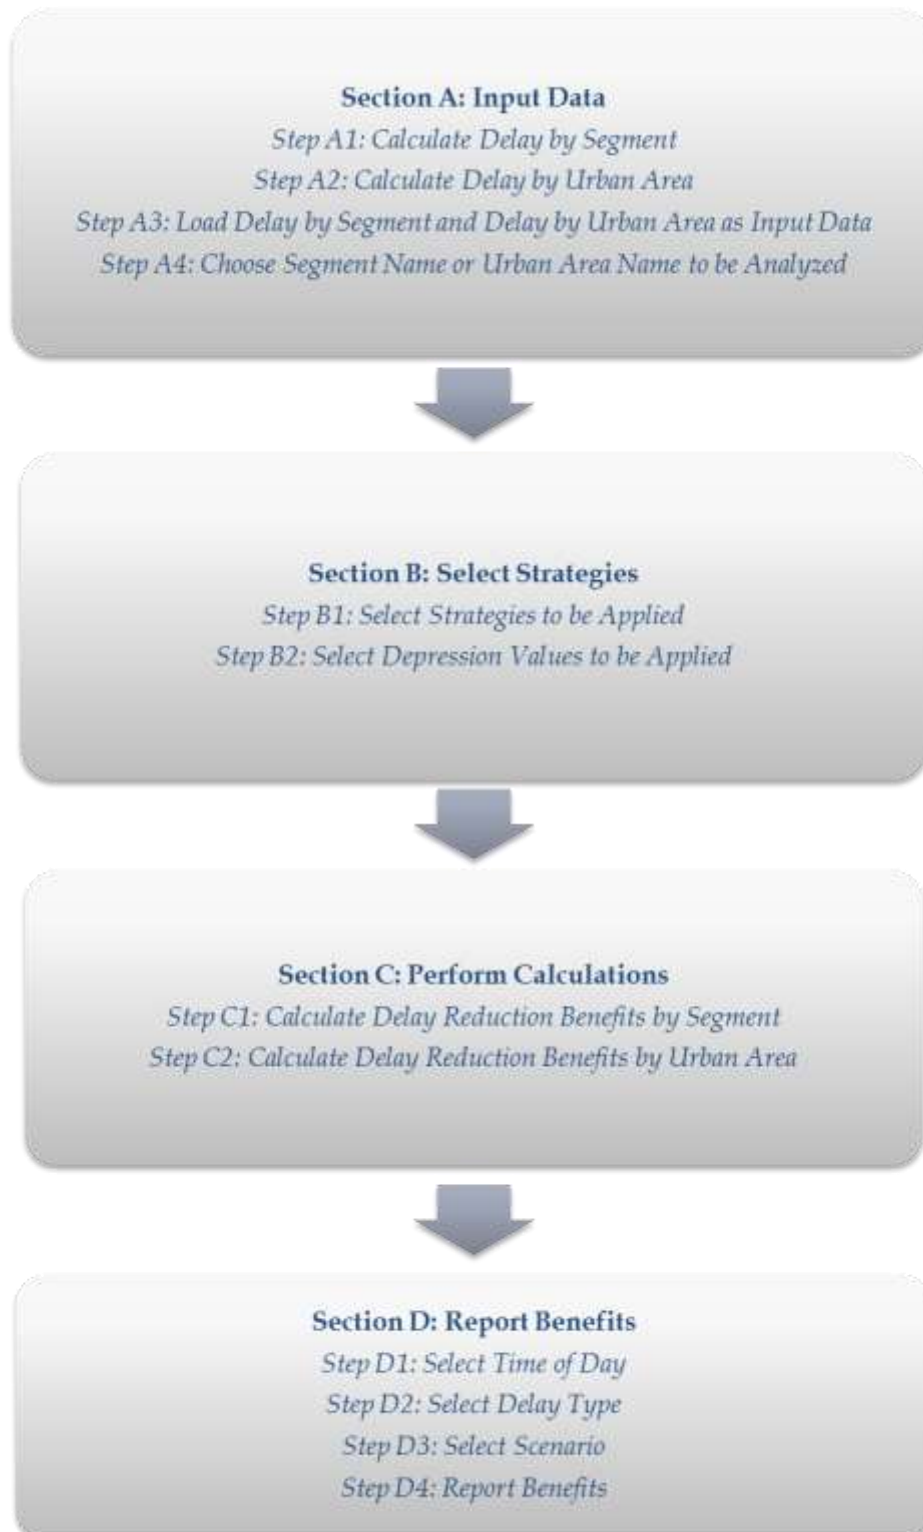 Section A: Input Data
Step A1: Calculate Delay by Segment
Step A2: Calculate Delay by Urban Area
Step A3: Load Delay by Segment and Delay by Urban Area as Input Data
Step A4: Choose Segment Name or Urban Area Name to be Analyzed
Section B: Select Strategies
Step B1: Select Strategies to be Applied
Step B2: Select Depression Values to be Applied
Section C: Perform Calculations
Step C1: Calculate Delay Reduction Benefits by Segment
Step C2: Calculate Delay Reduction Benefits by Urban Area
Section D: Report Benefits
Step D1: Select Time of Day
Step D2: Select Delay Type
Step D3: Select Scenario
Step D4: Report Benefits